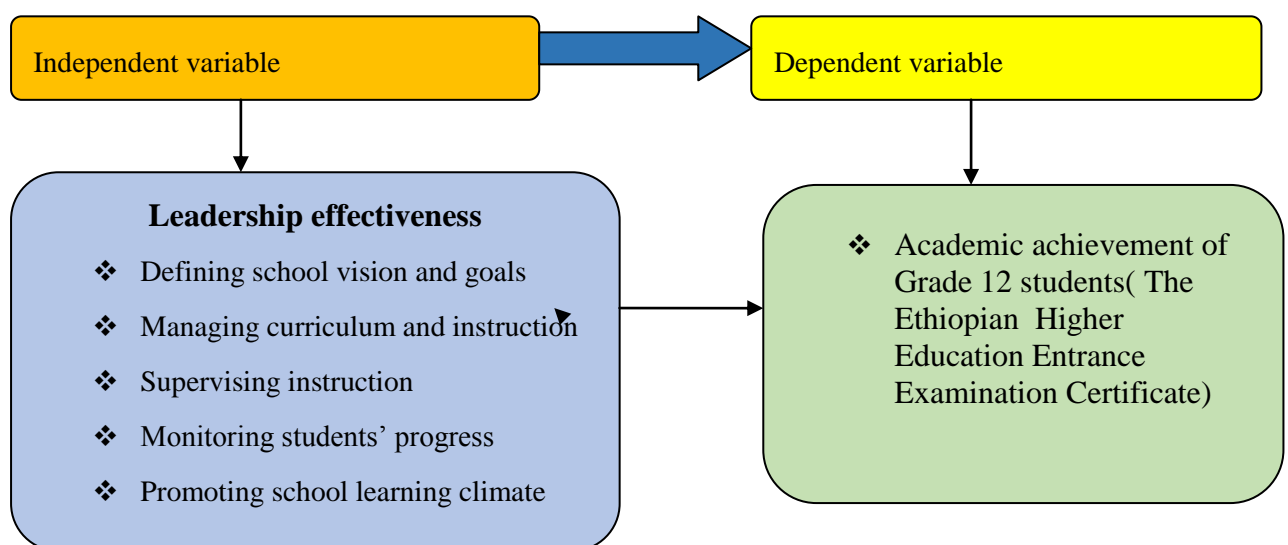 Independent variable
Dependent variable
Leadership effectiveness
❖ Defining school vision and goals
❖ Managing curriculum and instruction
❖ Supervising instruction
❖ Monitoring students’ progress
❖ Promoting school learning climate
❖ Academic achievement of
Grade 12 students( The
Ethiopian Higher
Education Entrance
Examination Certificate)